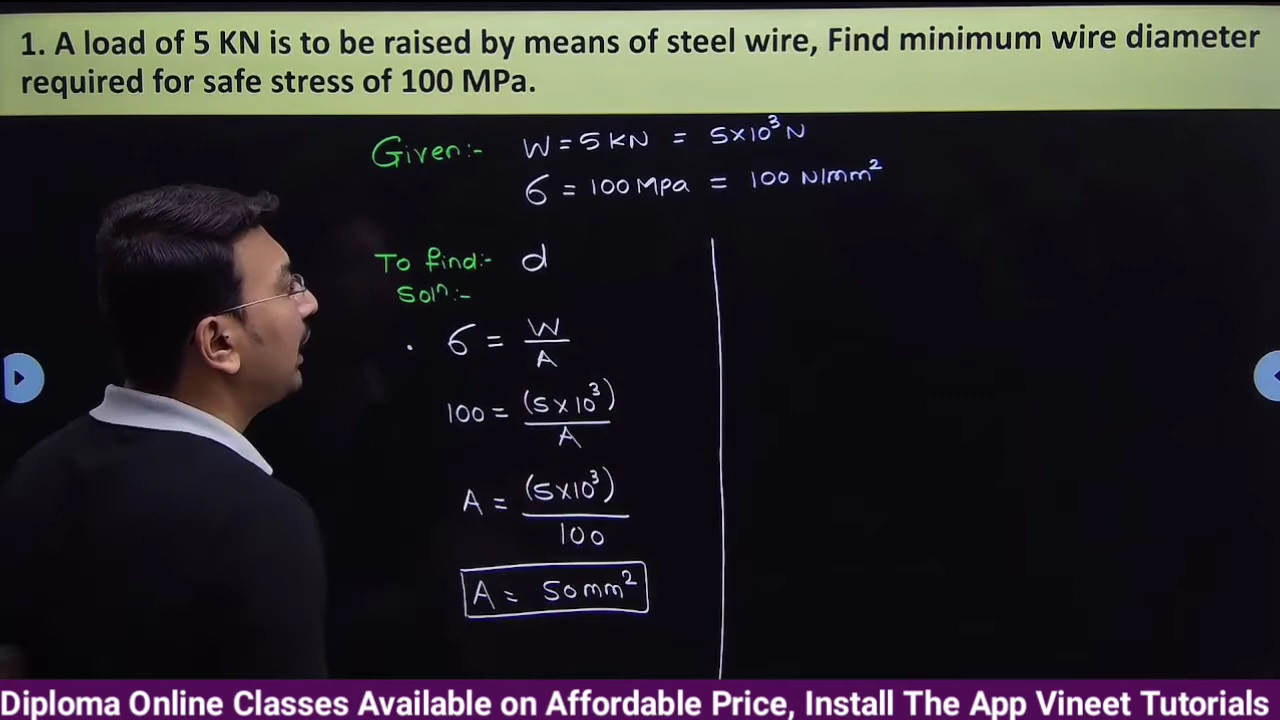 1. A load of 5 KN is to be raised by means of steel wire, Find minimum wire diameter
required for safe stress of 100 MPa.
Given:- W = 5 KN = 5×10³ N
σ = 100 Mpa = 100 N/mm²
To find:- d
Solⁿ:-
. σ = W/A
100 = (5×10³)/A
A = (5×10³)/100
A = 50mm²
Diploma Online Classes Available on Affordable Price, Install The App Vineet Tutorials